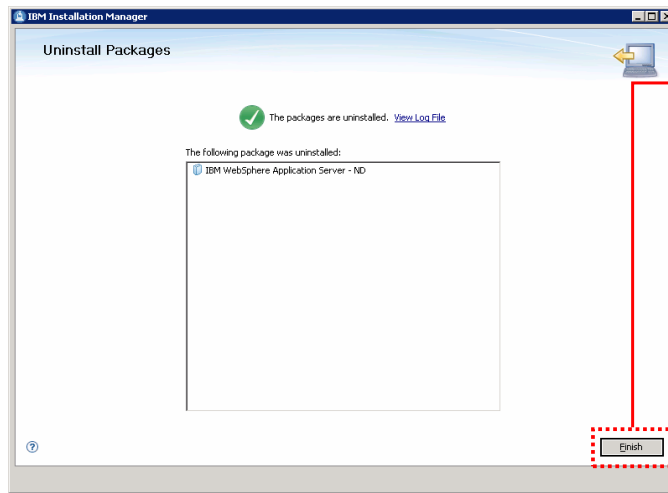 IBM Installation Manager
Uninstall Packages
The packages are uninstalled. View Log File
The following package was uninstalled:
IBM WebSphere Application Server - ND
?
Finish